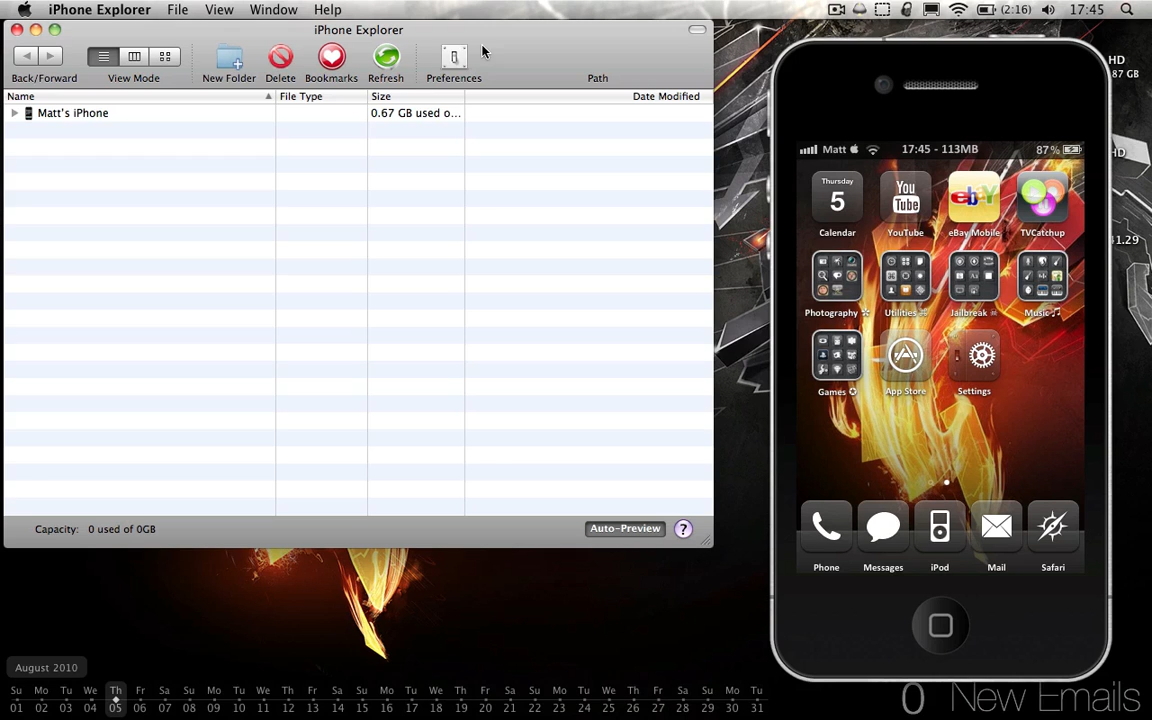 iPhone Explorer File View Window Help
(2:16) 17:45
iPhone Explorer
Back/Forward View Mode New Folder Delete Bookmarks Refresh Preferences Path
Name File Type Size Date Modified
Matt's iPhone 0.67 GB used o...
Capacity: 0 used of 0GB Auto-Preview ?
HD
HD
Matt 17:45 - 113MB 87%
Thursday
5
You
Tube
ebY
Calendar YouTube eBay Mobile TVCatchup
Photography Utilities Jailbreak Music
Games App Store Settings
Phone Messages iPod Mail Safari
August 2010
Su Mo Tu We Th Fr Sa Su Mo Tu We Th Fr Sa Su Mo Tu We Th Fr Sa Su Mo Tu We Th Fr Sa Su Mo Tu
01 02 03 04 05 06 07 08 09 10 11 12 13 14 15 16 17 18 19 20 21 22 23 24 25 26 27 28 29 30 31
0 New Emails